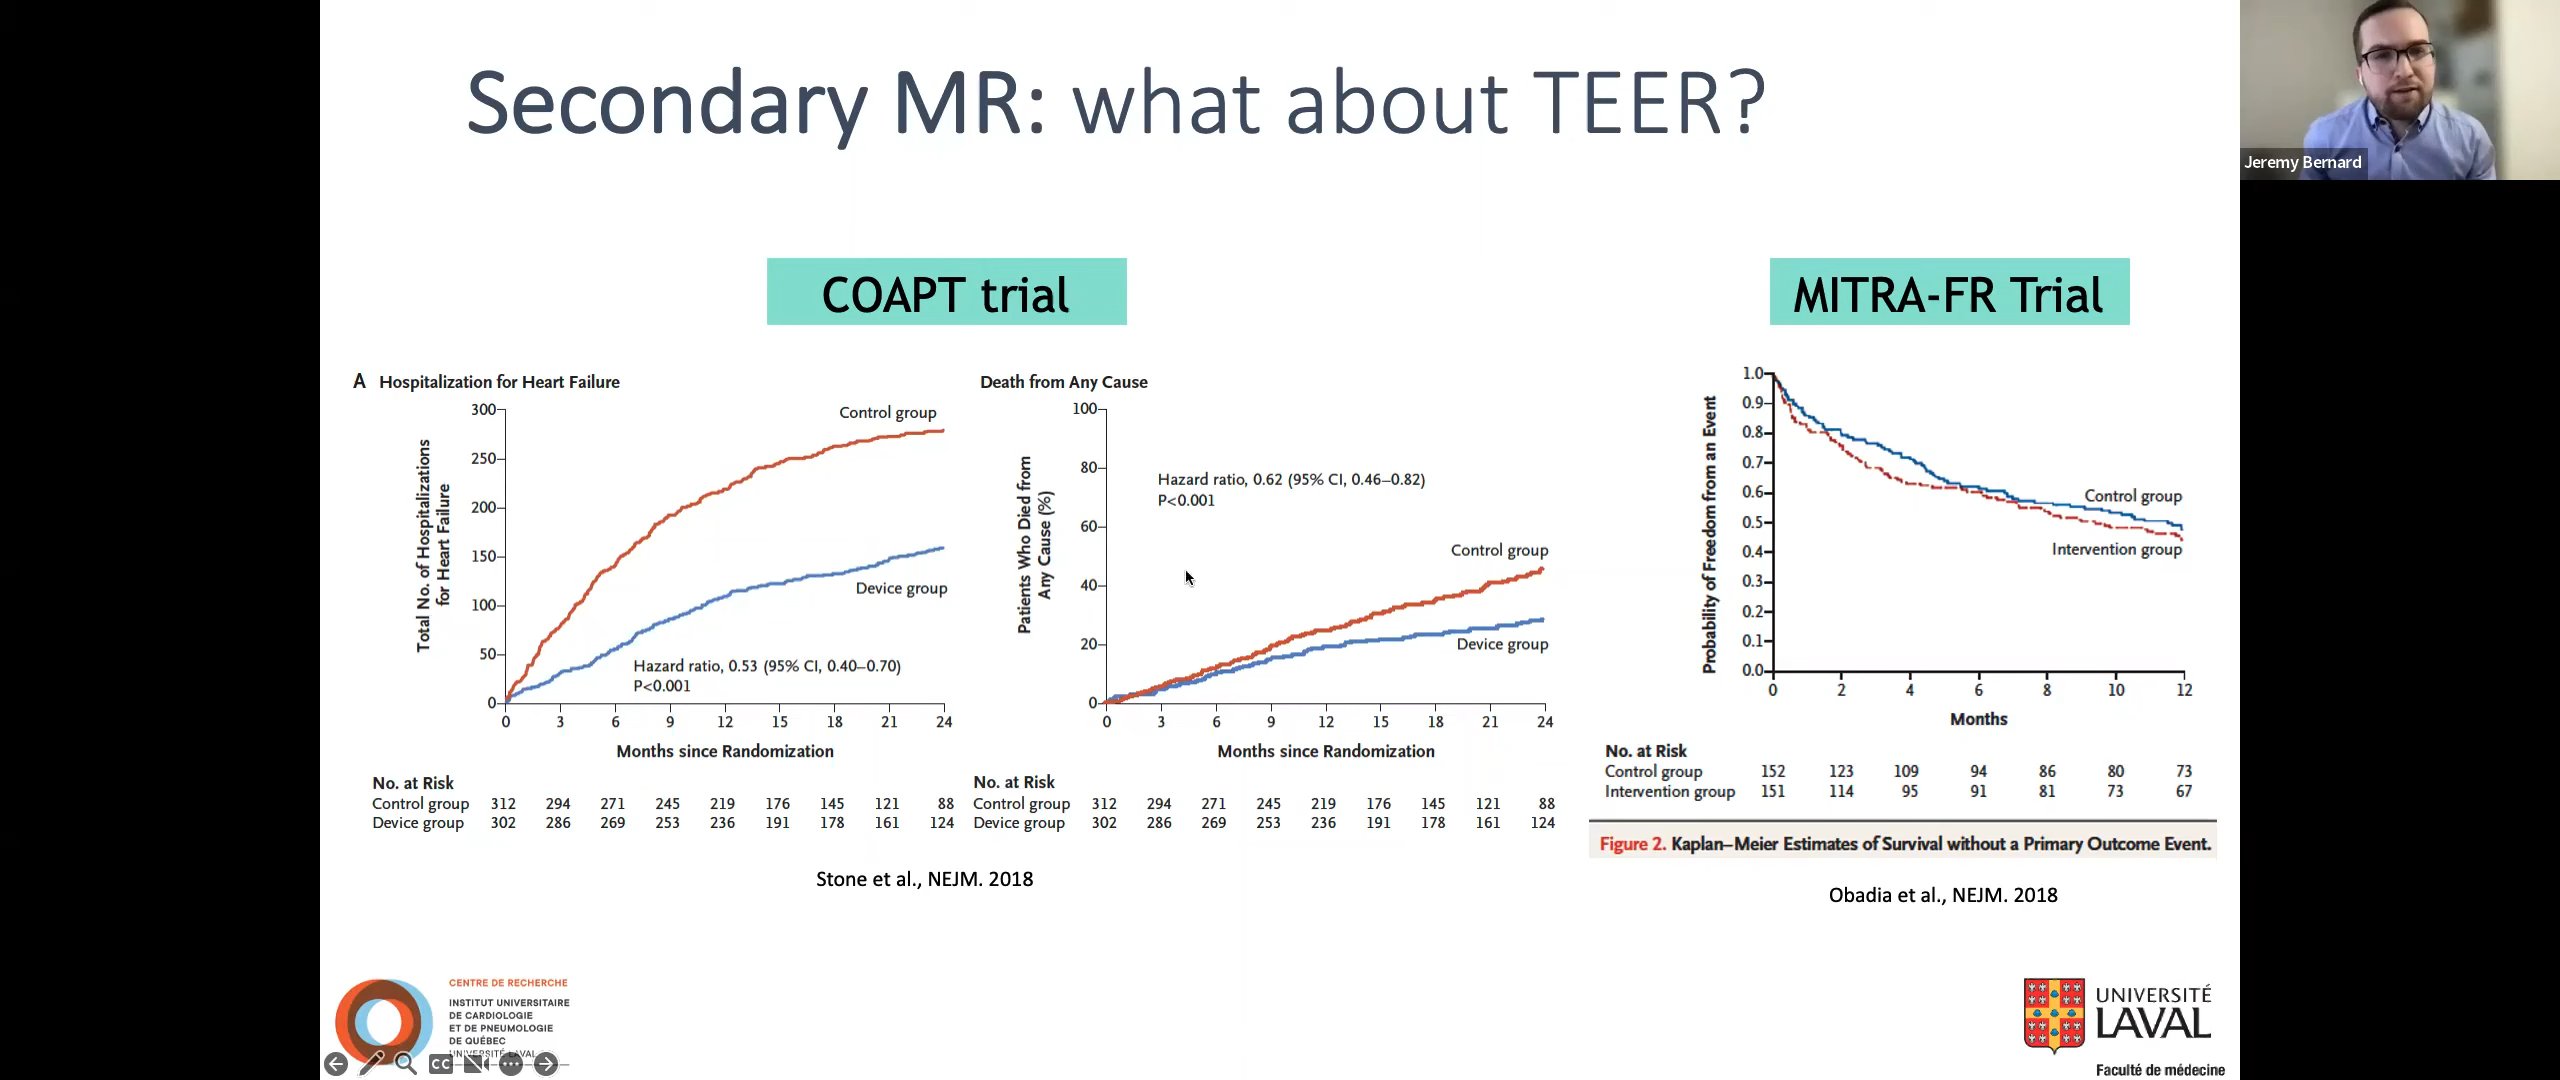 Secondary MR: what about TEER?
Jeremy Bernard
COAPT trial
MITRA-FR Trial
A Hospitalization for Heart Failure
Total No. of Hospitalizations
for Heart Failure
300
250
200
150
100
50
0
Control group
Device group
Hazard ratio, 0.53 (95% CI, 0.40–0.70)
P<0.001
0 3 6 9 12 15 18 21 24
Months since Randomization
No. at Risk
Control group 312 294 271 245 219 176 145 121 88
Device group 302 286 269 253 236 191 178 161 124
Death from Any Cause
Patients Who Died from
Any Cause (%)
100
80
60
40
20
0
Hazard ratio, 0.62 (95% CI, 0.46–0.82)
P<0.001
Control group
Device group
0 3 6 9 12 15 18 21 24
Months since Randomization
No. at Risk
Control group 312 294 271 245 219 176 145 121 88
Device group 302 286 269 253 236 191 178 161 124
Stone et al., NEJM. 2018
Probability of Freedom from an Event
1.0
0.9
0.8
0.7
0.6
0.5
0.4
0.3
0.2
0.1
0.0
Control group
Intervention group
0 2 4 6 8 10 12
Months
No. at Risk
Control group 152 123 109 94 86 80 73
Intervention group 151 114 95 91 81 73 67
Figure 2. Kaplan–Meier Estimates of Survival without a Primary Outcome Event.
Obadia et al., NEJM. 2018
CENTRE DE RECHERCHE
INSTITUT UNIVERSITAIRE
DE CARDIOLOGIE
ET DE PNEUMOLOGIE
DE QUÉBEC
UNIVERSITÉ LAVAL
CC
UNIVERSITÉ
LAVAL
Faculté de médecine